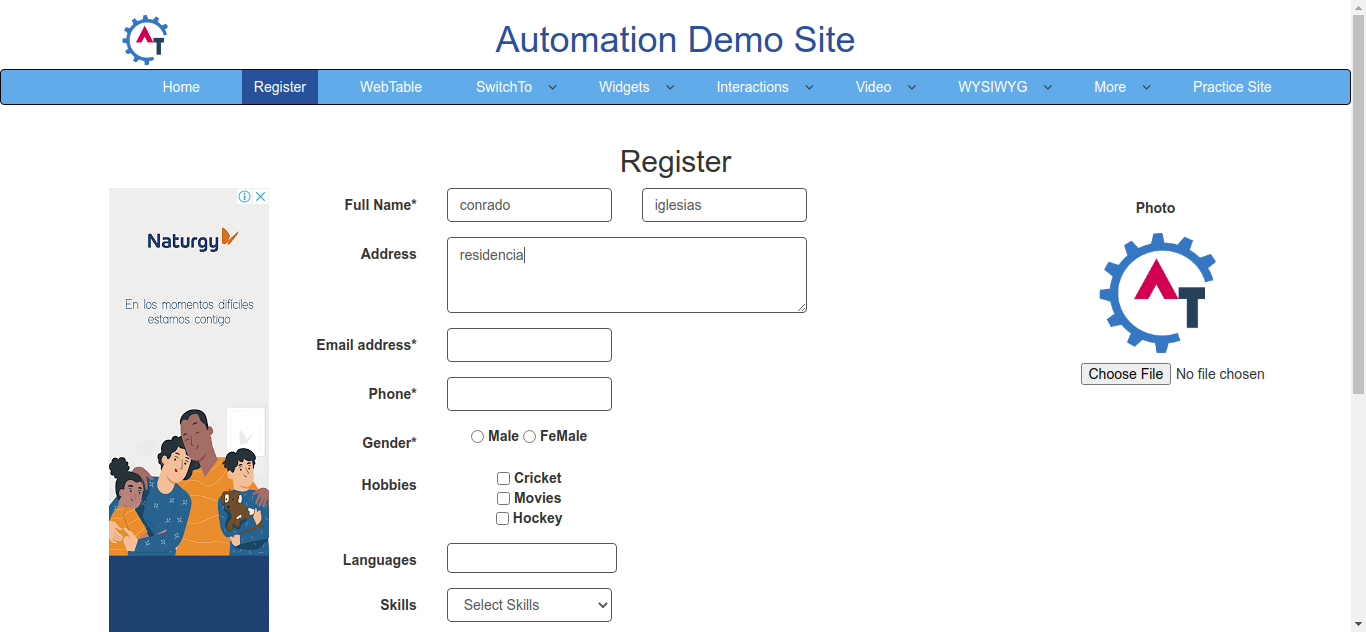 AT
Automation Demo Site
Home Register WebTable SwitchTo Widgets Interactions Video WYSIWYG More Practice Site
Register
Naturgy
En los momentos difíciles
estamos contigo
Full Name* conrado iglesias
Address residencia
Email address*
Phone*
Gender* Male FeMale
Hobbies Cricket
Movies
Hockey
Languages
Skills Select Skills
Photo
AT
Choose File No file chosen